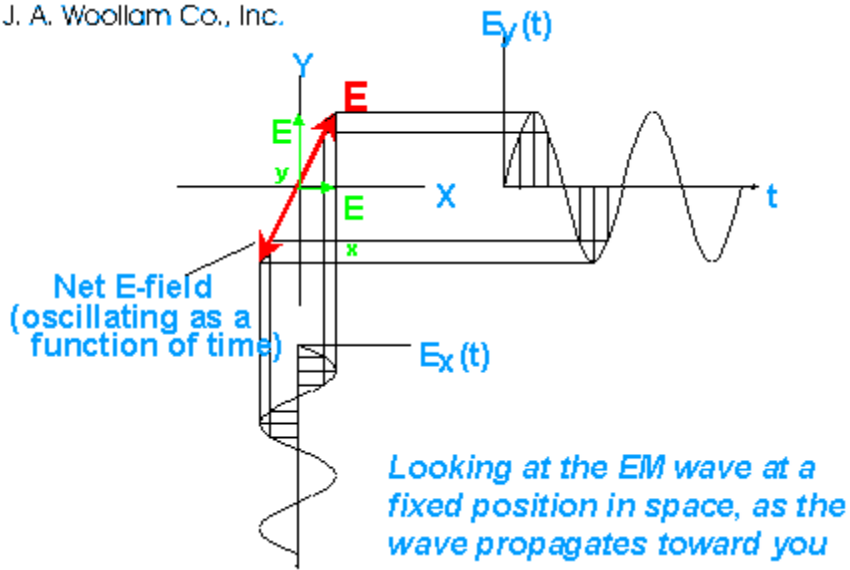 J. A. Woollam Co., Inc.
Ey(t)
Y
E
E
y
X
t
E
x
Net E-field
(oscillating as a
function of time)
Ex(t)
Looking at the EM wave at a
fixed position in space, as the
wave propagates toward you